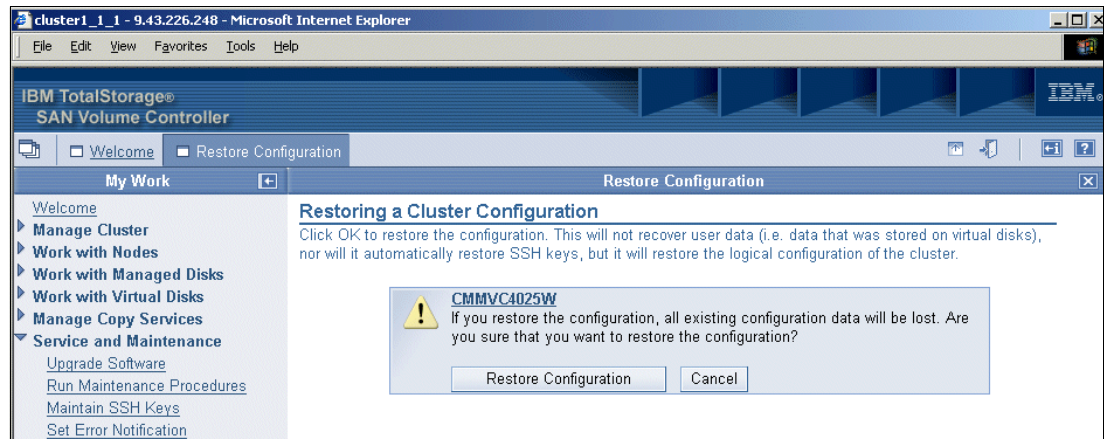 cluster1_1_1 - 9.43.226.248 - Microsoft Internet Explorer
File Edit View Favorites Tools Help
IBM TotalStorage®
SAN Volume Controller
IBM®
Welcome
Restore Configuration
My Work
Restore Configuration
Welcome
Manage Cluster
Work with Nodes
Work with Managed Disks
Work with Virtual Disks
Manage Copy Services
Service and Maintenance
Upgrade Software
Run Maintenance Procedures
Maintain SSH Keys
Set Error Notification
Restoring a Cluster Configuration
Click OK to restore the configuration. This will not recover user data (i.e. data that was stored on virtual disks),
nor will it automatically restore SSH keys, but it will restore the logical configuration of the cluster.
CMMVC4025W
If you restore the configuration, all existing configuration data will be lost. Are
you sure that you want to restore the configuration?
Restore Configuration
Cancel